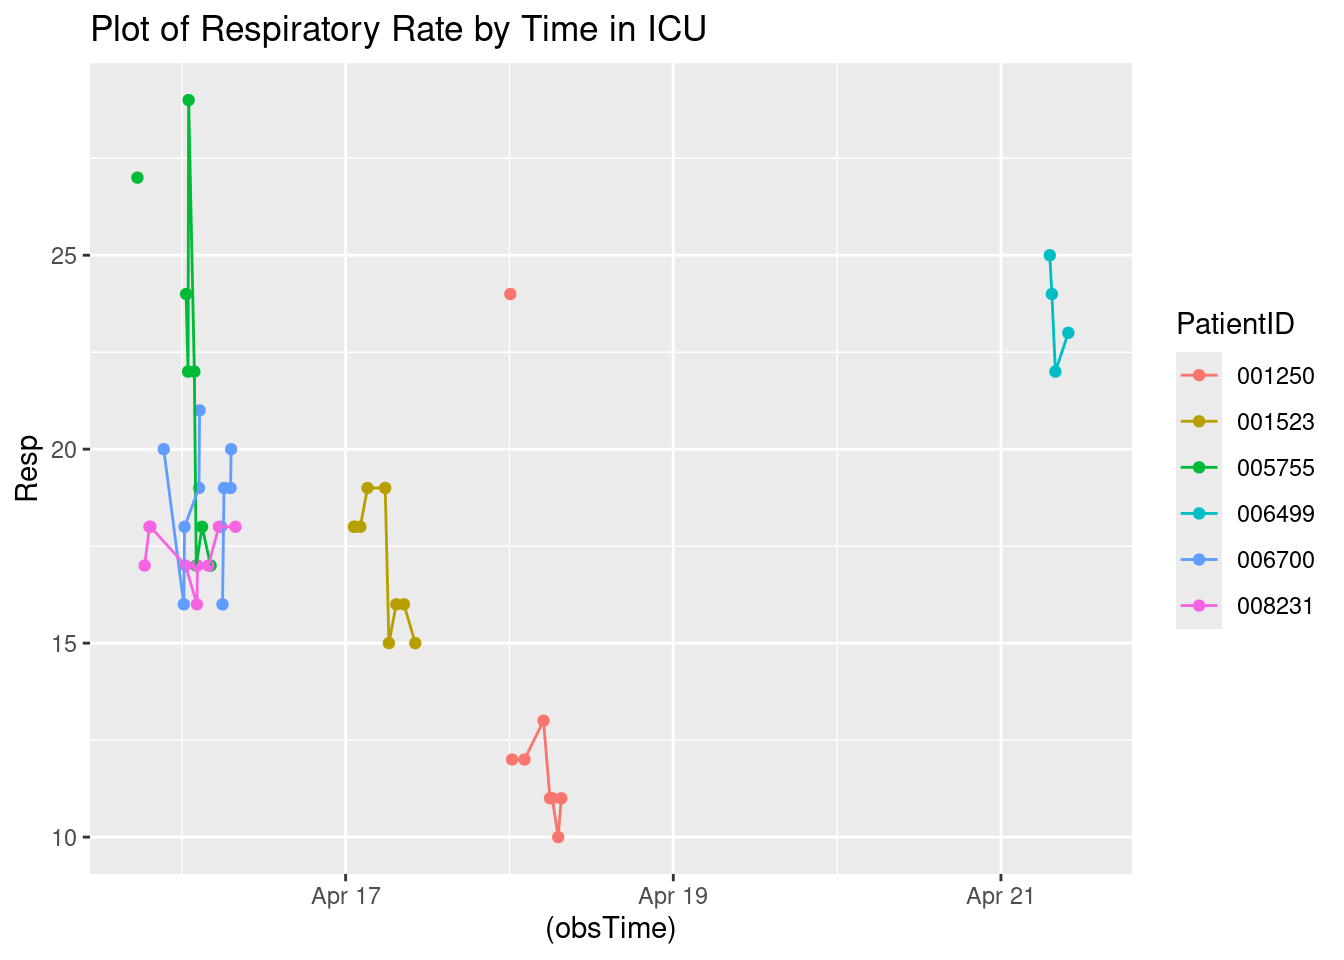 Plot of Respiratory Rate by Time in ICU
Resp
25
20
15
10
Apr 17
Apr 19
Apr 21
(obsTime)
PatientID
001250
001523
005755
006499
006700
008231